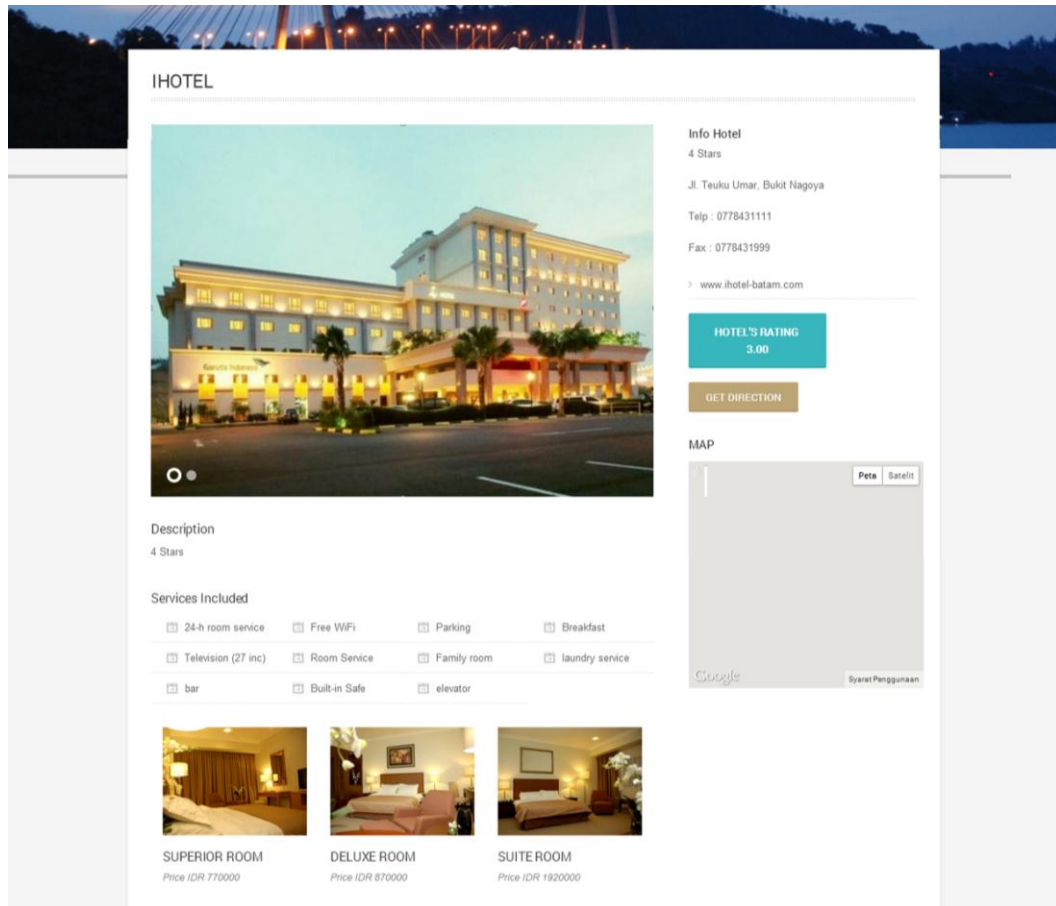 IHOTEL
Info Hotel
4 Stars
Jl. Teuku Umar, Bukit Nagoya
Telp : 0778431111
Fax : 0778431999
www.ihotel-batam.com
HOTEL'S RATING
3.00
GET DIRECTION
MAP
Peta Satelit
Google
Syarat Penggunaan
Garuda Indonesia
HOTEL
Description
4 Stars
Services Included
24-h room service Free WiFi Parking Breakfast
Television (27 inc) Room Service Family room laundry service
bar Built-in Safe elevator
SUPERIOR ROOM DELUXE ROOM SUITE ROOM
Price IDR 770000 Price IDR 870000 Price IDR 1920000